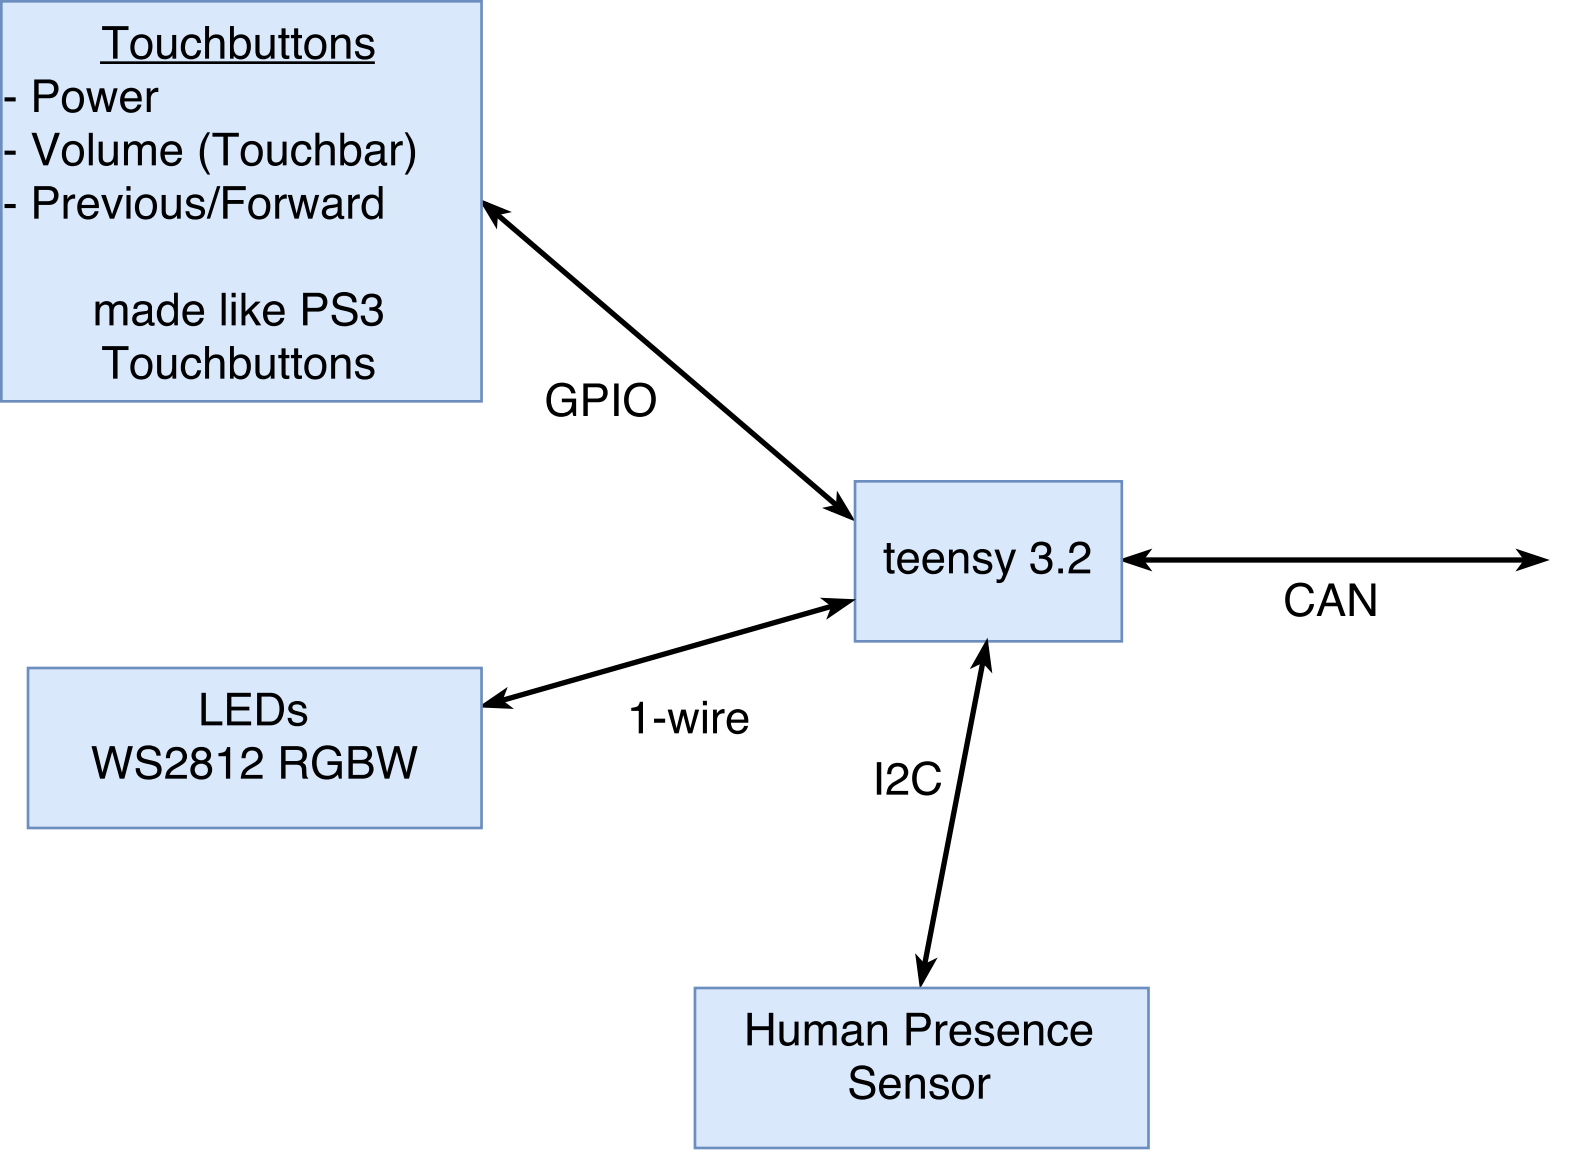 Touchbuttons
- Power
- Volume (Touchbar)
- Previous/Forward
made like PS3
Touchbuttons
GPIO
teensy 3.2
CAN
1-wire
LEDs
WS2812 RGBW
I2C
Human Presence
Sensor